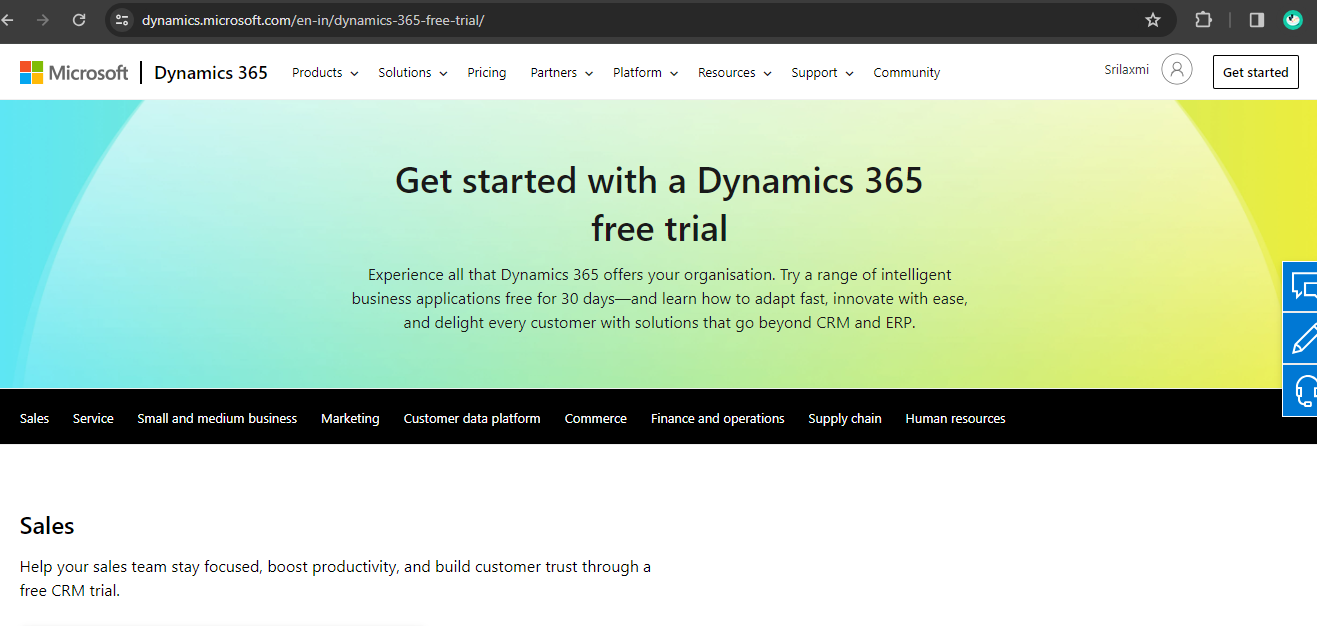 dynamics.microsoft.com/en-in/dynamics-365-free-trial/
Microsoft Dynamics 365 Products Solutions Pricing Partners Platform Resources Support Community Srilaxmi Get started
Get started with a Dynamics 365
free trial
Experience all that Dynamics 365 offers your organisation. Try a range of intelligent
business applications free for 30 days—and learn how to adapt fast, innovate with ease,
and delight every customer with solutions that go beyond CRM and ERP.
Sales Service Small and medium business Marketing Customer data platform Commerce Finance and operations Supply chain Human resources
Sales
Help your sales team stay focused, boost productivity, and build customer trust through a
free CRM trial.